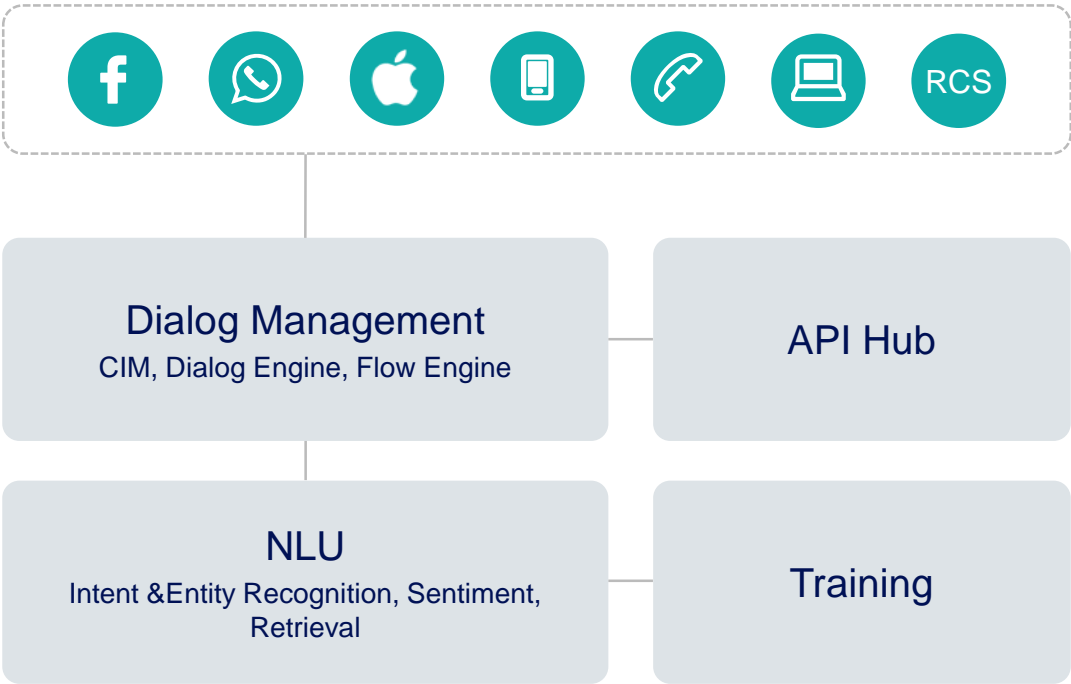 RCS
Dialog Management
CIM, Dialog Engine, Flow Engine
API Hub
NLU
Intent &Entity Recognition, Sentiment,
Retrieval
Training